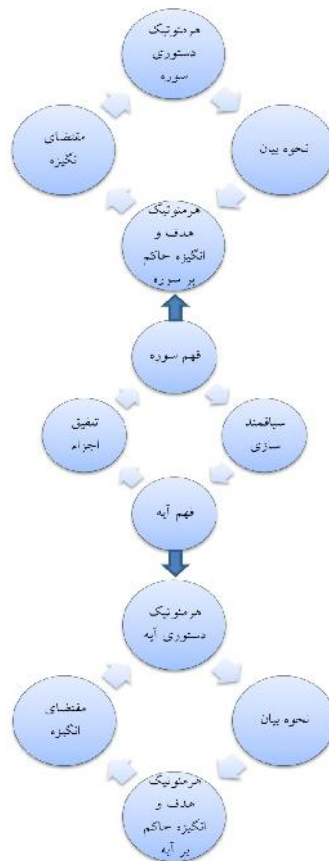 هرمنوتیک
دستوری
سوره
مقتضای
انگیزه
نحوه بیان
هرمنوتیک
هدف و
انگیزه حاکم
بر سوره
فهم سوره
تلفیق
اجزاء
سیاقمند
سازی
فهم آیه
هرمنوتیک
دستوری آیه
مقتضای
انگیزه
نحوه بیان
هرمنوتیک
هدف و
انگیزه حاکم
بر آیه